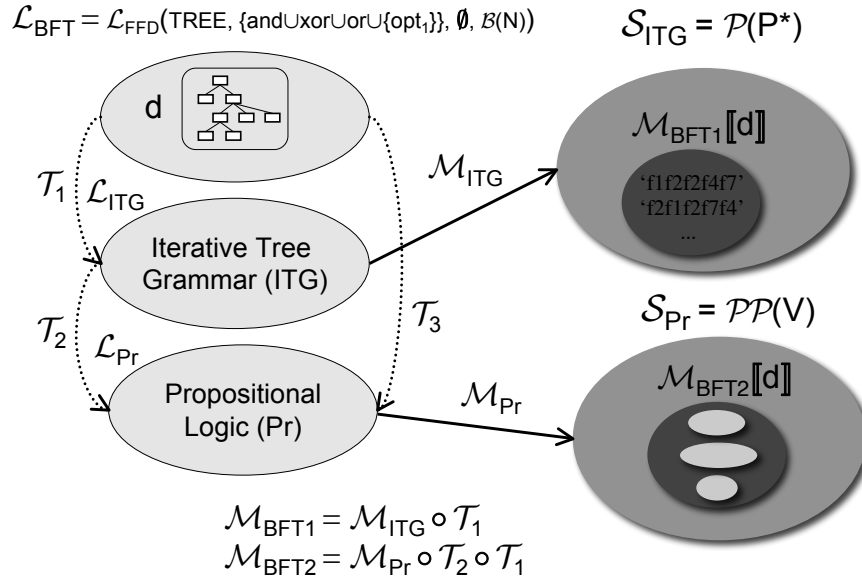 ℒBFT = ℒFFD(TREE, {and∪xor∪or∪{opt₁}}, ∅, ℬ(N))
𝒮ITG = 𝒫(P*)
d
ℳBFT1⟦d⟧
'f1f2f2f4f7'
'f2f1f2f7f4'
...
𝒯₁
ℒITG
ℳITG
Iterative Tree
Grammar (ITG)
𝒯₂
𝒯₃
ℒPr
𝒮Pr = 𝒫𝒫(V)
ℳBFT2⟦d⟧
Propositional
Logic (Pr)
ℳPr
ℳBFT1 = ℳITG ∘ 𝒯₁
ℳBFT2 = ℳPr ∘ 𝒯₂ ∘ 𝒯₁